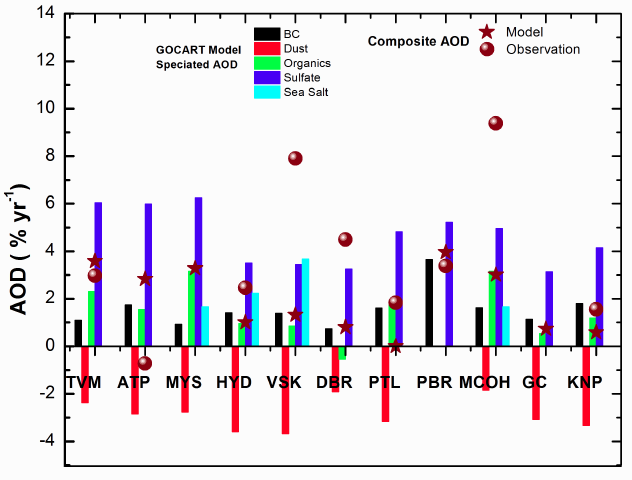 14
12
10
8
6
4
2
0
-2
-4
AOD ( % yr-1)
GOCART Model
Speciated AOD
BC
Dust
Organics
Sulfate
Sea Salt
Composite AOD
Model
Observation
TVM ATP MYS HYD VSK DBR PTL PBR MCOH GC KNP